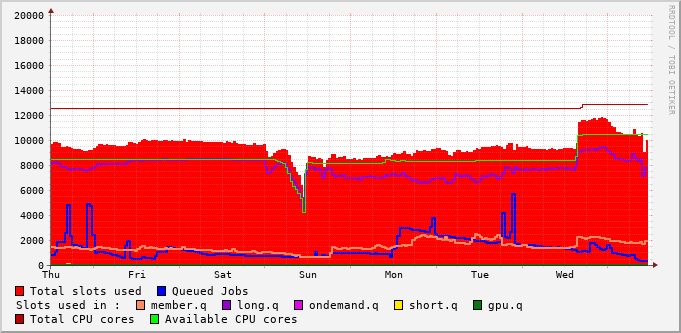 RRDTOOL / TOBI OETIKER
20000
18000
16000
14000
12000
10000
8000
6000
4000
2000
0
Thu Fri Sat Sun Mon Tue Wed
Total slots used Queued Jobs
Slots used in : member.q long.q ondemand.q short.q gpu.q
Total CPU cores Available CPU cores